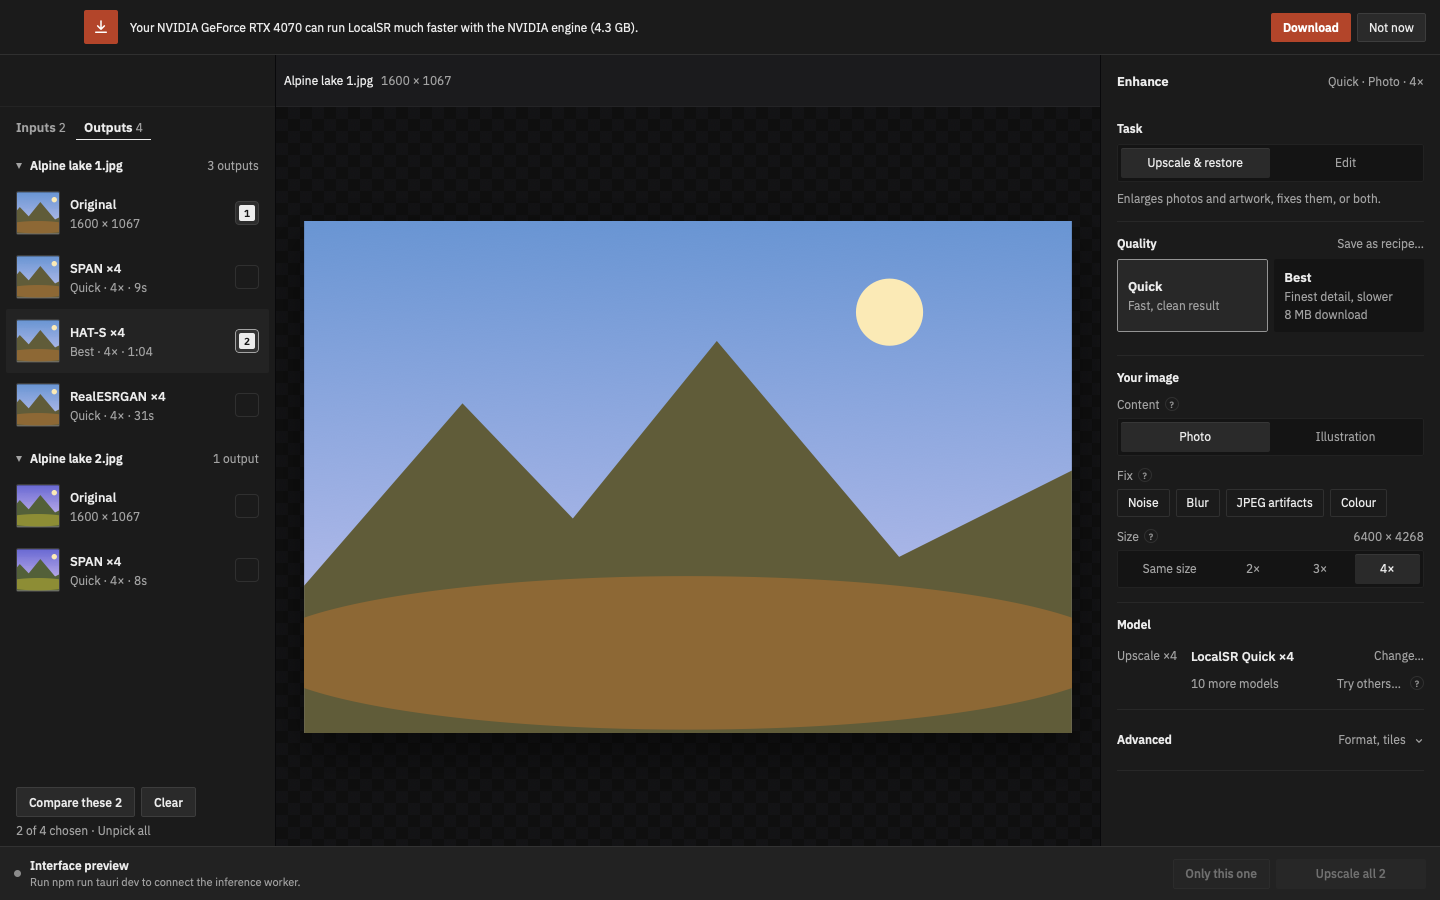 Your NVIDIA GeForce RTX 4070 can run LocalSR much faster with the NVIDIA engine (4.3 GB).
Download
Not now
Alpine lake 1.jpg 1600 × 1067
Enhance
Quick · Photo · 4×
Inputs 2
Outputs 4
Alpine lake 1.jpg
3 outputs
Original
1600 × 1067
1
SPAN ×4
Quick · 4× · 9s
HAT-S ×4
Best · 4× · 1:04
2
RealESRGAN ×4
Quick · 4× · 31s
Alpine lake 2.jpg
1 output
Original
1600 × 1067
SPAN ×4
Quick · 4× · 8s
Compare these 2
Clear
2 of 4 chosen · Unpick all
Task
Upscale & restore
Edit
Enlarges photos and artwork, fixes them, or both.
Quality
Save as recipe...
Quick
Fast, clean result
Best
Finest detail, slower
8 MB download
Your image
Content ?
Photo
Illustration
Fix ?
Noise
Blur
JPEG artifacts
Colour
Size ?
6400 × 4268
Same size
2×
3×
4×
Model
Upscale ×4
LocalSR Quick ×4
Change...
10 more models
Try others... ?
Advanced
Format, tiles
Interface preview
Run npm run tauri dev to connect the inference worker.
Only this one
Upscale all 2